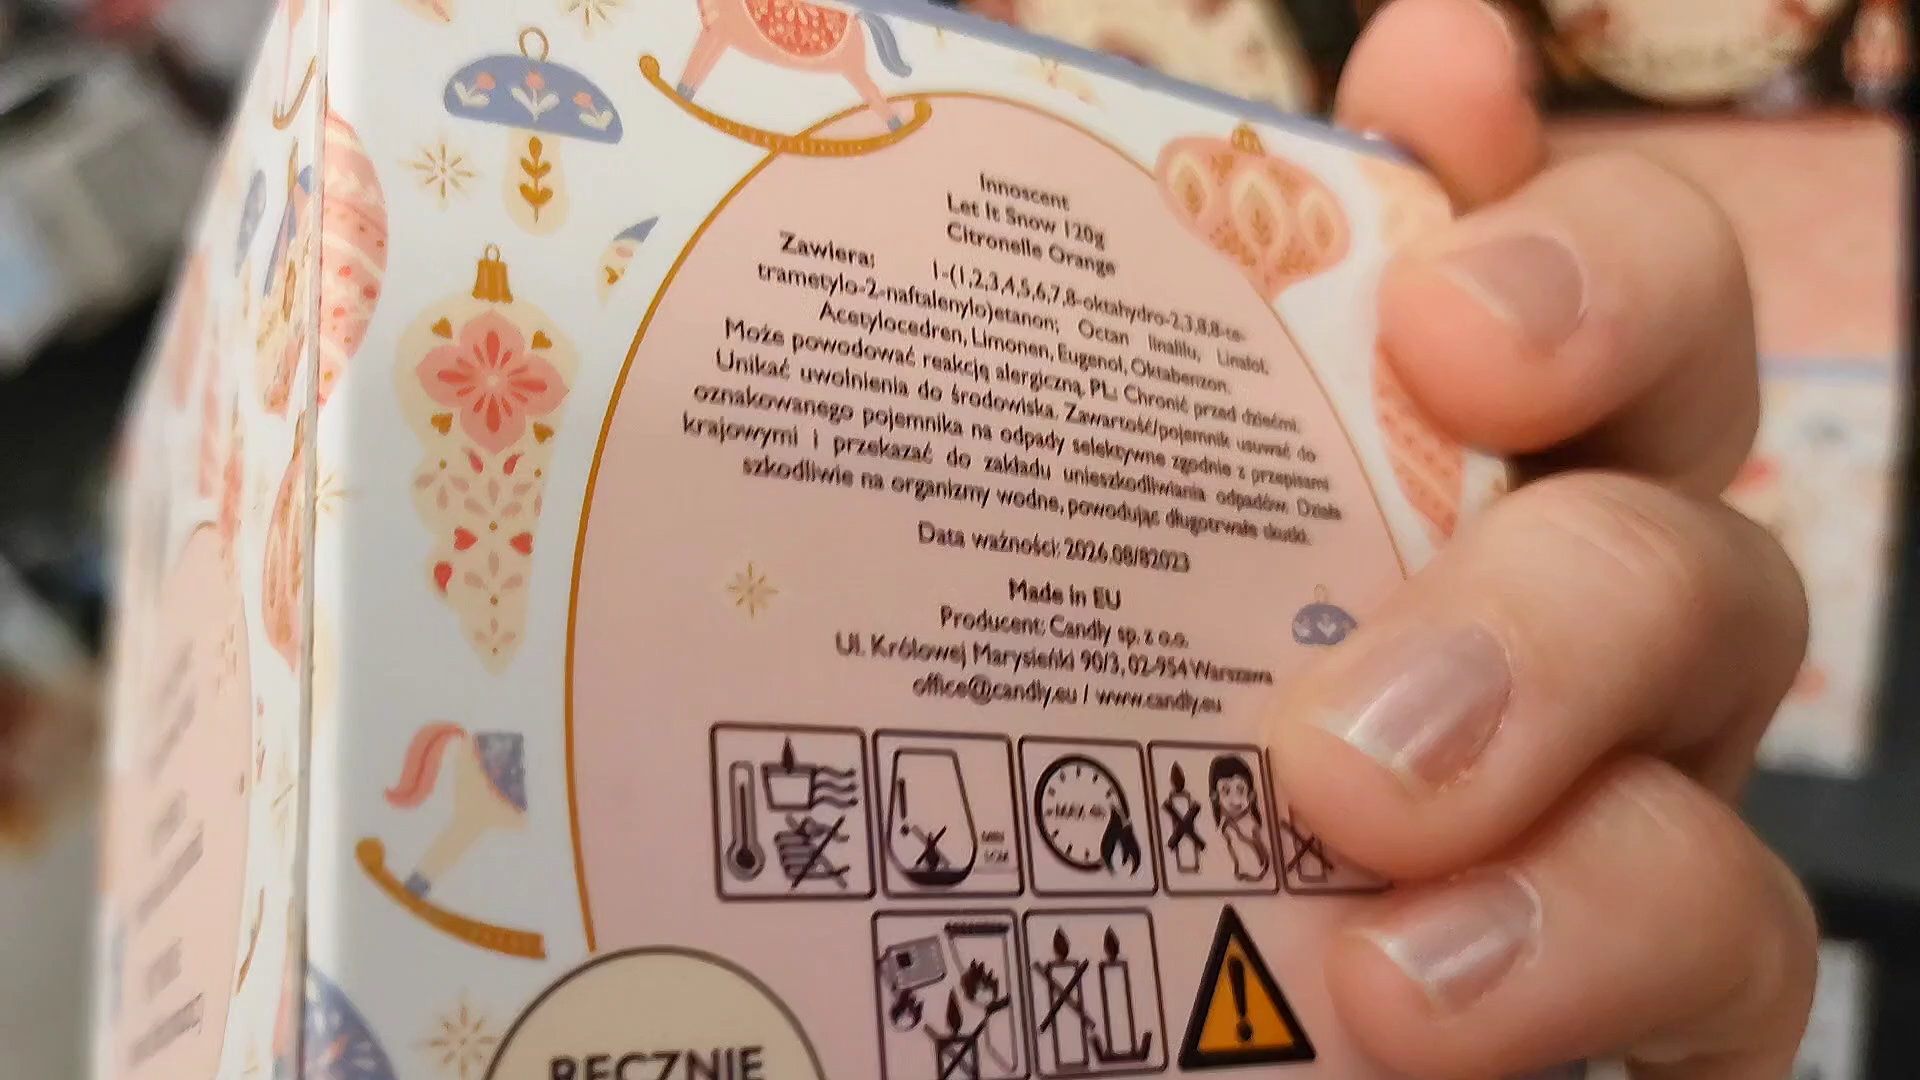 Innoscent
Let It Snow 120g
Citronelle Orange
Zawiera: 1-(1,2,3,4,5,6,7,8-oktahydro-2,3,8,8-te-
trametylo-2-naftalenylo)etanon; Octan linalilu, Linalol,
Acetylocedren, Limonen, Eugenol, Oktabenzon.
Może powodować reakcję alergiczną. PL: Chronić przed dziećmi.
Unikać uwolnienia do środowiska. Zawartość/pojemnik usuwać do
oznakowanego pojemnika na odpady selektywne zgodnie z przepisami
krajowymi i przekazać do zakładu unieszkodliwiania odpadów. Działa
szkodliwie na organizmy wodne, powodując długotrwałe skutki.
Data ważności: 2026.08/82023
Made in EU
Producent: Candly sp. z o.o.
Ul. Królowej Marysieńki 90/3, 02-954 Warszawa
office@candly.eu / www.candly.eu
MAX 4h
RĘCZNIE